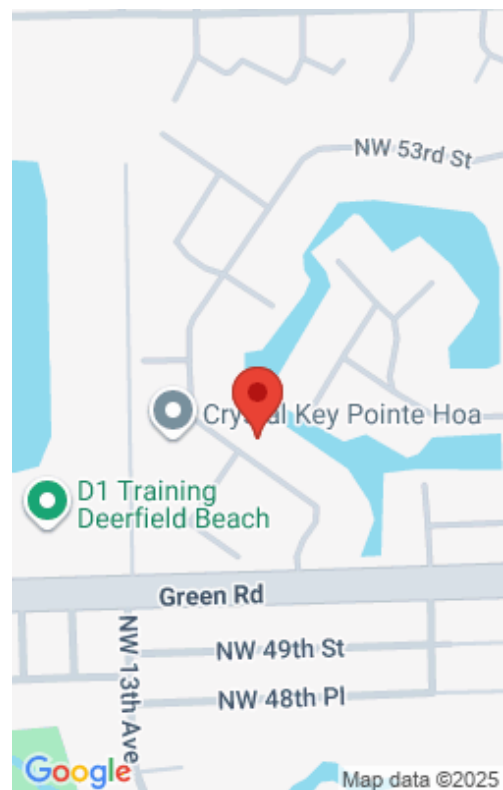 NW 53rd St
Crystal Key Pointe Hoa
D1 Training
Deerfield Beach
Green Rd
NW 49th St
NW 13th Ave
NW 48th Pl
Google
Map data ©2025